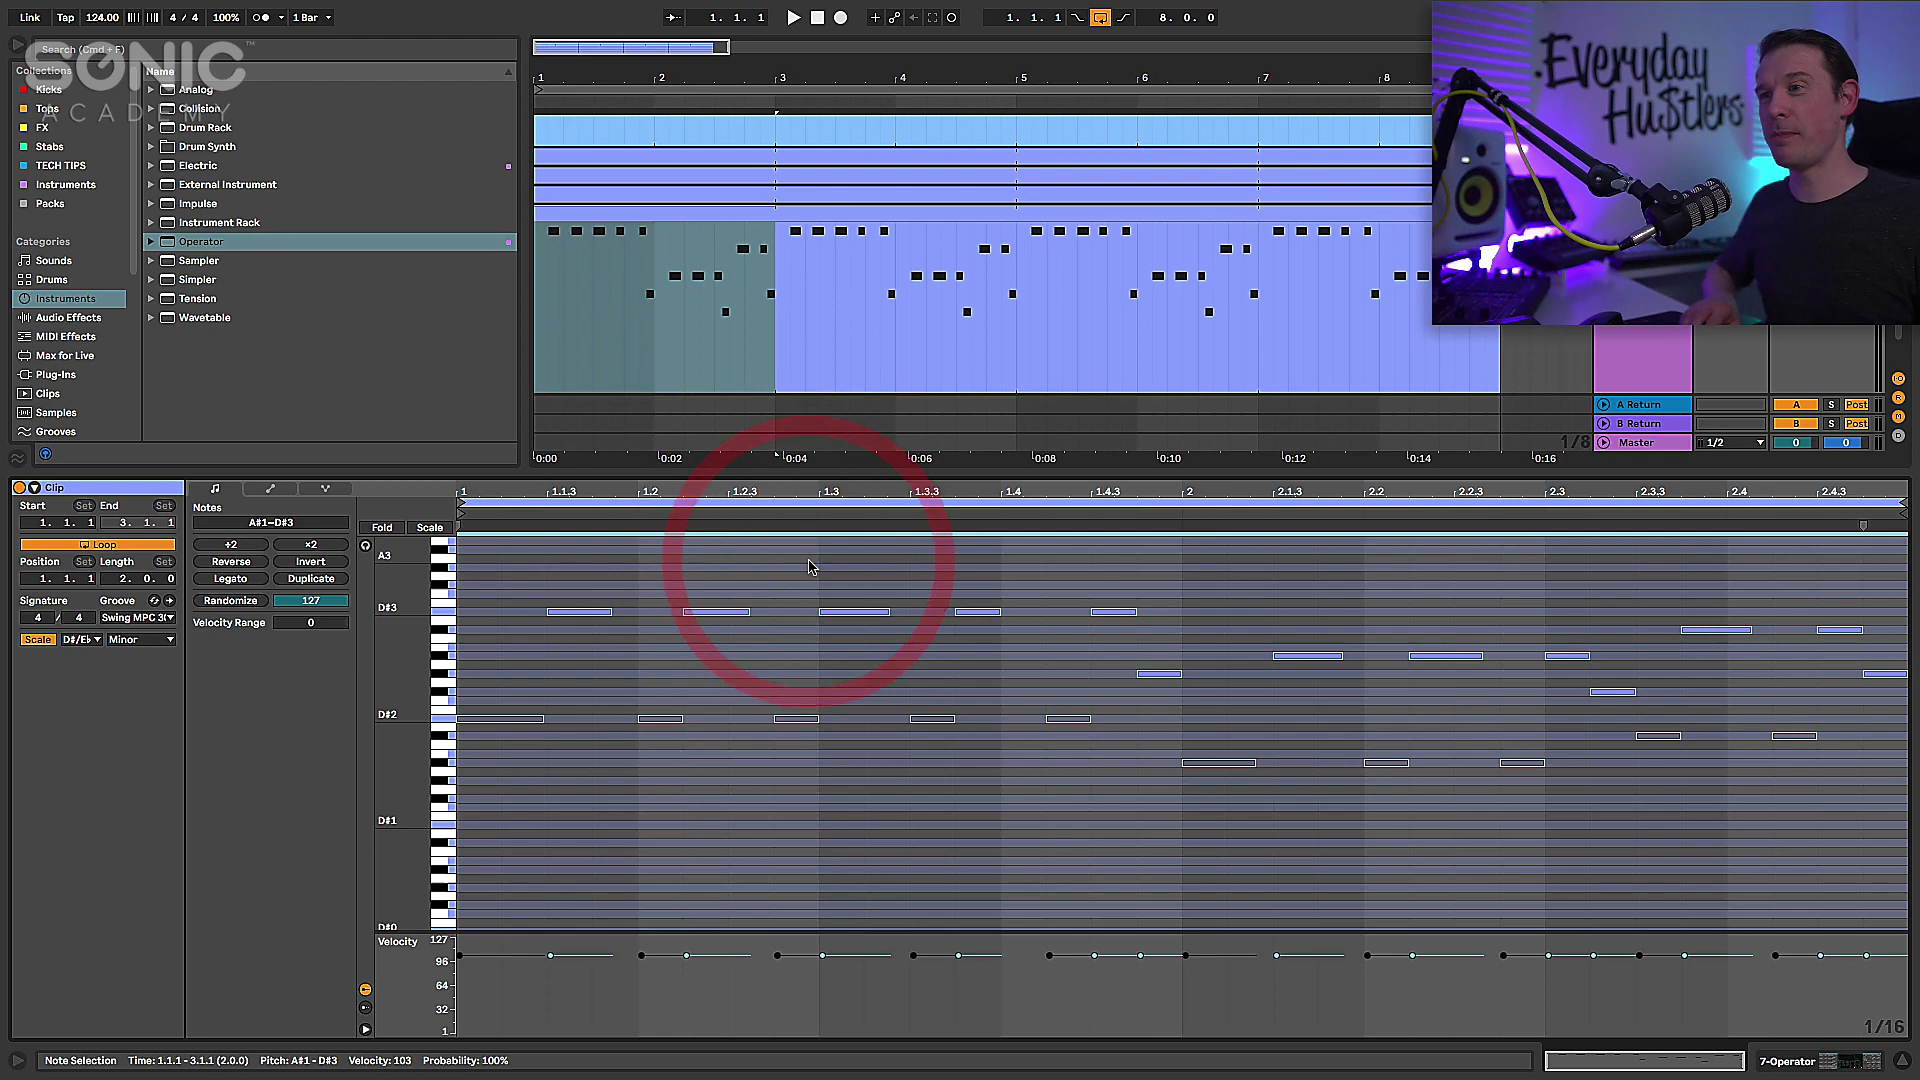 Link Tap 124.00 4 / 4 100% 1 Bar 1. 1. 1 1. 1. 1 8. 0. 0
Search (Cmd + F)
SONIC ACADEMY™
Collections
Kicks
Tops
FX
Stabs
TECH TIPS
Instruments
Packs
Categories
Sounds
Drums
Instruments
Audio Effects
MIDI Effects
Max for Live
Plug-Ins
Clips
Samples
Grooves
Name
Analog
Collision
Drum Rack
Drum Synth
Electric
External Instrument
Impulse
Instrument Rack
Operator
Sampler
Simpler
Tension
Wavetable
1 2 3 4 5 6 7 8
Everyday
Hu$tlers
A Return A S Post
B Return B S Post
1/8 Master 1/2 0 0
0:00 0:02 0:04 0:06 0:08 0:10 0:12 0:14 0:16
Clip
Start Set End Set
1. 1. 1 3. 1. 1
Loop
Position Set Length Set
1. 1. 1 2. 0. 0
Signature Groove
4 / 4 Swing MPC 3(
Scale D#/E♭ Minor
Notes
A#1–D#3
÷2 ×2
Reverse Invert
Legato Duplicate
Randomize 127
Velocity Range 0
1 1.1.3 1.2 1.2.3 1.3 1.3.3 1.4 1.4.3 2 2.1.3 2.2 2.2.3 2.3 2.3.3 2.4 2.4.3
Fold Scale
A3
D#3
D#2
D#1
D#0
Velocity 127
96
64
32
1
1/16
Note Selection Time: 1.1.1 - 3.1.1 (2.0.0) Pitch: A#1 - D#3 Velocity: 103 Probability: 100%
7-Operator